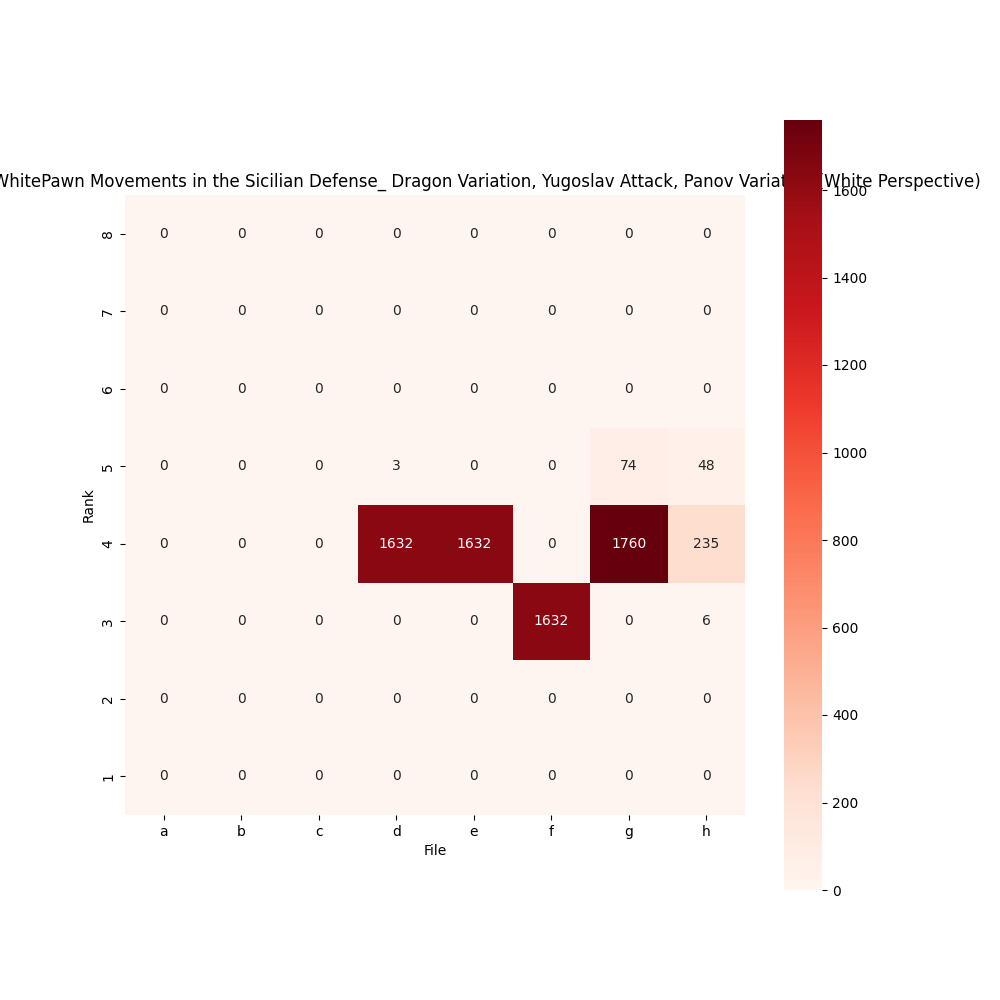 WhitePawn Movements in the Sicilian Defense_ Dragon Variation, Yugoslav Attack, Panov Variat (White Perspective)
1600
8 0 0 0 0 0 0 0 0
1400
7 0 0 0 0 0 0 0 0
1200
6 0 0 0 0 0 0 0 0
1000
5 0 0 0 3 0 0 74 48
Rank
4 0 0 0 1632 1632 0 1760 235
800
3 0 0 0 0 0 1632 0 6
600
2 0 0 0 0 0 0 0 0
400
1 0 0 0 0 0 0 0 0
200
a b c d e f g h
File
0